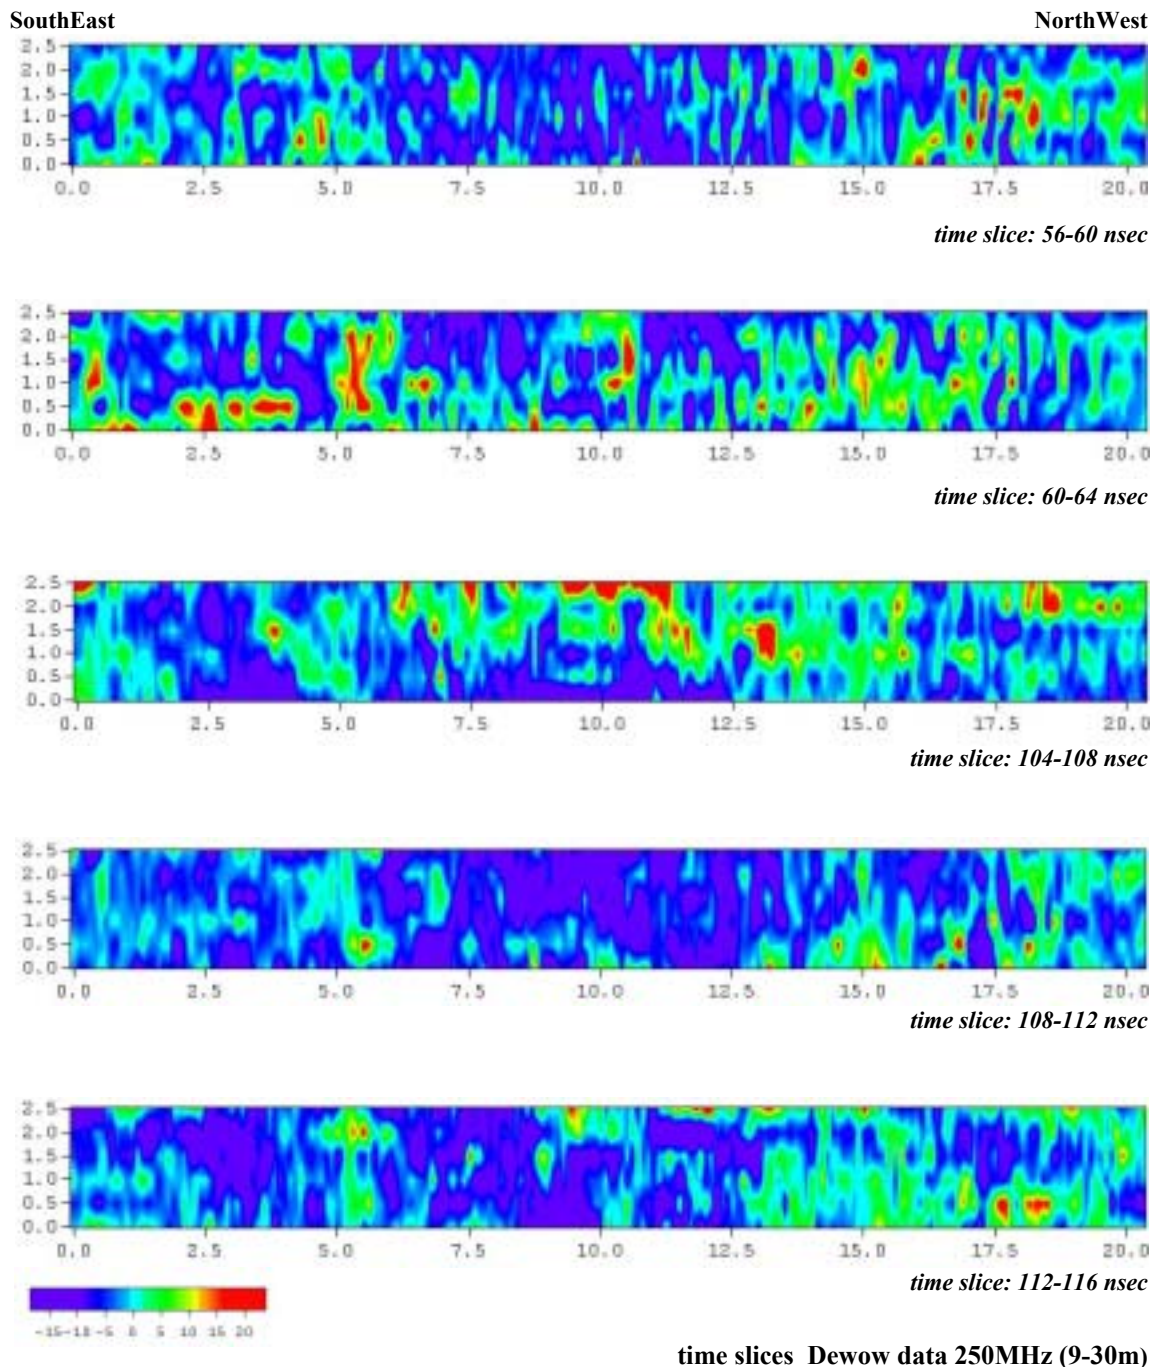 SouthEast NorthWest
2.5
2.0
1.5
1.0
0.5
0.0
0.0 2.5 5.0 7.5 10.0 12.5 15.0 17.5 20.0
time slice: 56-60 nsec
2.5
2.0
1.5
1.0
0.5
0.0
0.0 2.5 5.0 7.5 10.0 12.5 15.0 17.5 20.0
time slice: 60-64 nsec
2.5
2.0
1.5
1.0
0.5
0.0
0.0 2.5 5.0 7.5 10.0 12.5 15.0 17.5 20.0
time slice: 104-108 nsec
2.5
2.0
1.5
1.0
0.5
0.0
0.0 2.5 5.0 7.5 10.0 12.5 15.0 17.5 20.0
time slice: 108-112 nsec
2.5
2.0
1.5
1.0
0.5
0.0
0.0 2.5 5.0 7.5 10.0 12.5 15.0 17.5 20.0
time slice: 112-116 nsec
-15 -10 -5 0 5 10 15 20
time slices Dewow data 250MHz (9-30m)